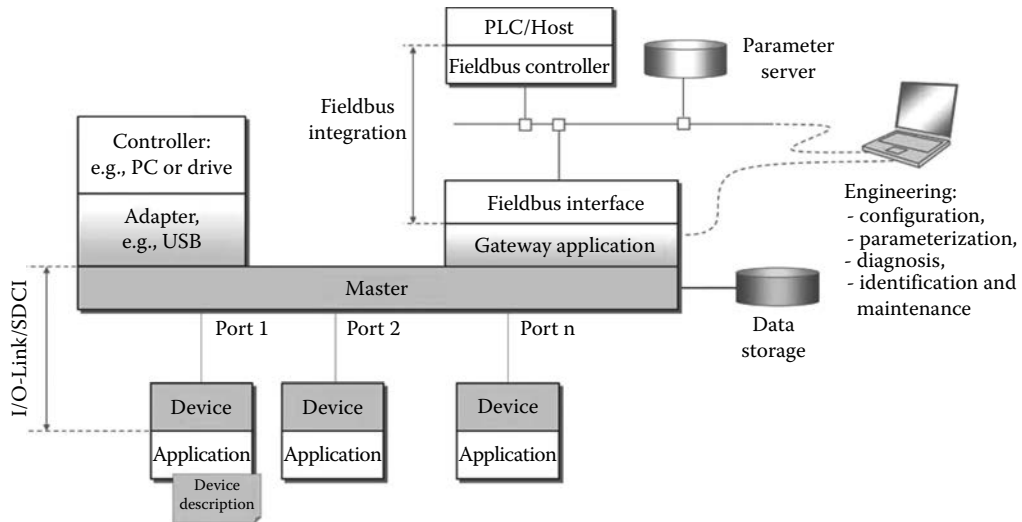 PLC/Host
Fieldbus controller
Parameter
server
Fieldbus
integration
Controller:
e.g., PC or drive
Adapter,
e.g., USB
Fieldbus interface
Gateway application
Engineering:
- configuration,
- parameterization,
- diagnosis,
- identification and
maintenance
Master
Data
storage
I/O-Link/SDCI
Port 1
Port 2
Port n
Device
Application
Device
description
Device
Application
Device
Application